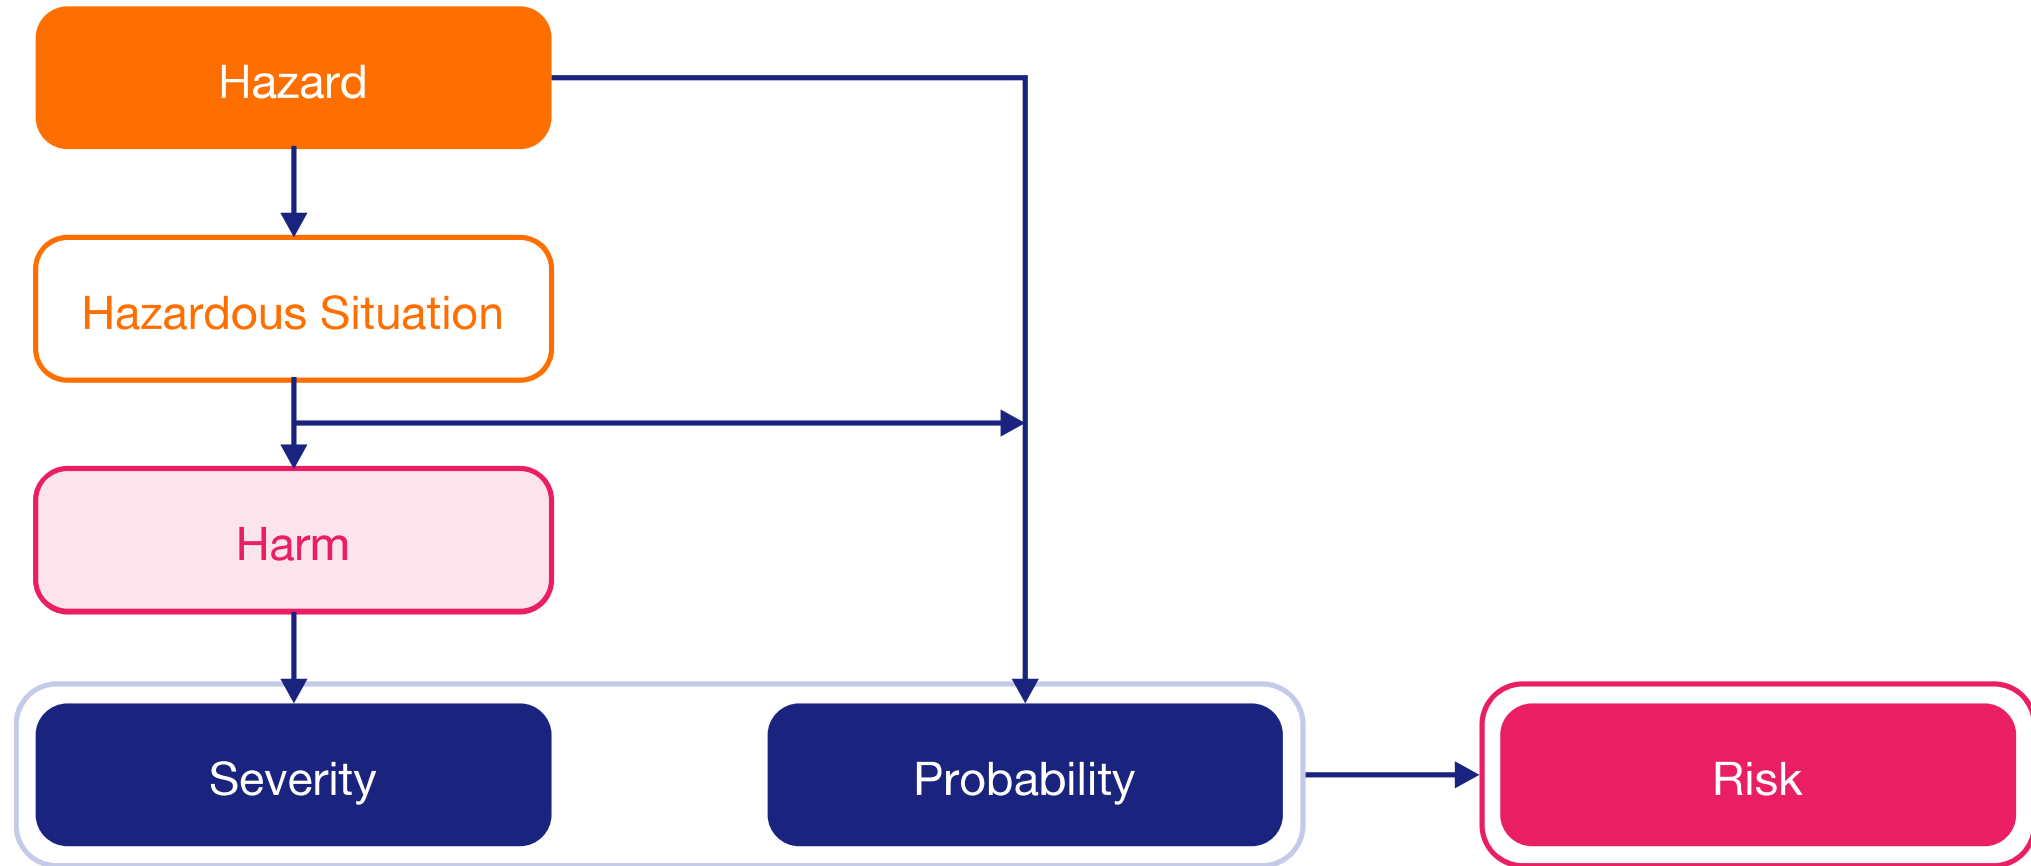 Hazard
Hazardous Situation
Harm
Severity
Probability
Risk